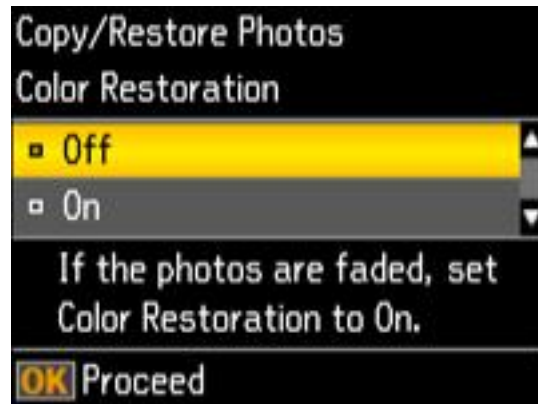 Copy/Restore Photos
Color Restoration
Off
On
If the photos are faded, set
Color Restoration to On.
OK Proceed